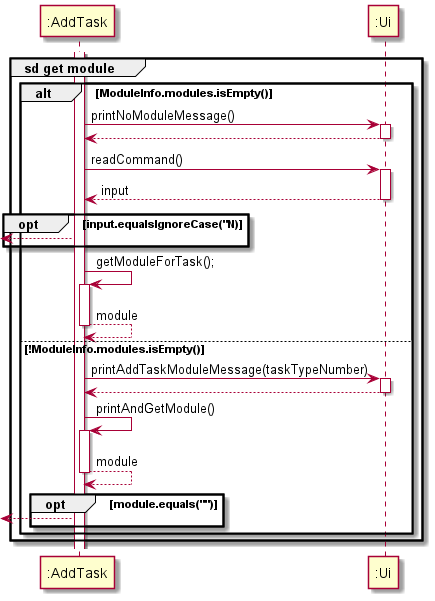 :AddTask :Ui
sd get module
alt [ModuleInfo.modules.isEmpty()]
printNoModuleMessage()
readCommand()
input
opt [input.equalsIgnoreCase("N)]
getModuleForTask();
module
[!ModuleInfo.modules.isEmpty()]
printAddTaskModuleMessage(taskTypeNumber)
printAndGetModule()
module
opt [module.equals("")]
:AddTask :Ui